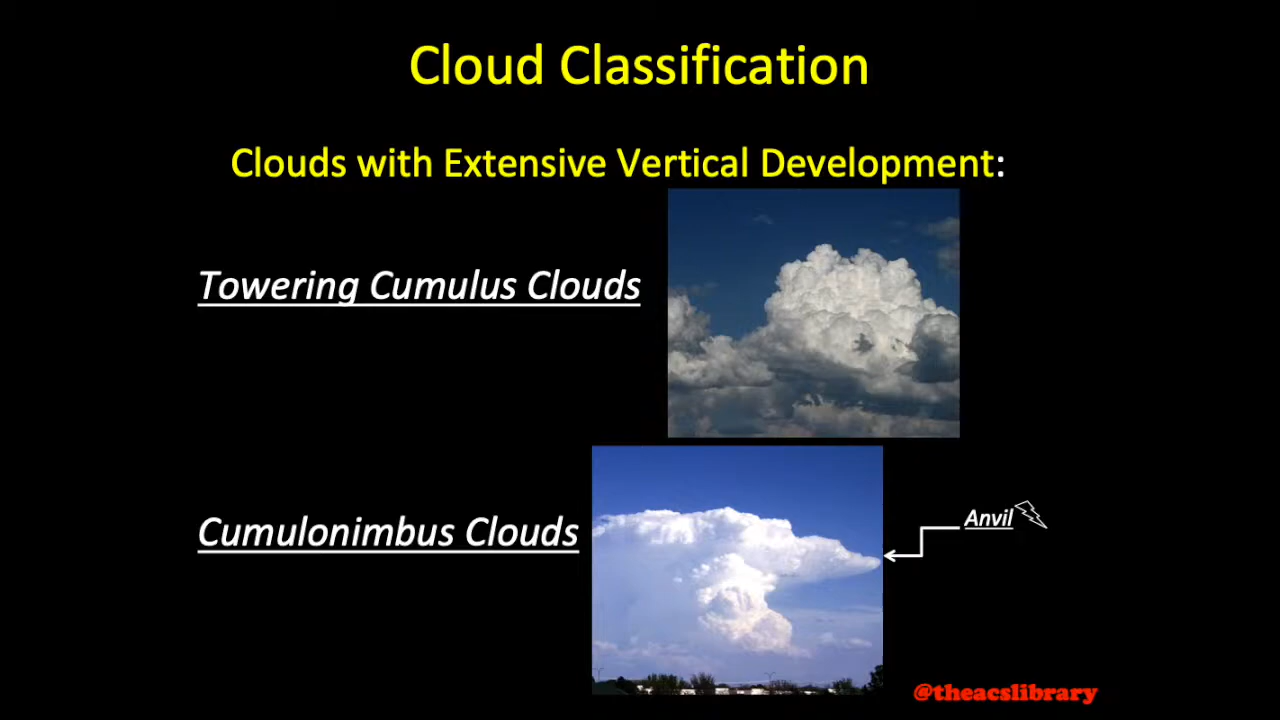 Cloud Classification
Clouds with Extensive Vertical Development:
Towering Cumulus Clouds
Cumulonimbus Clouds
Anvil
@theacslibrary